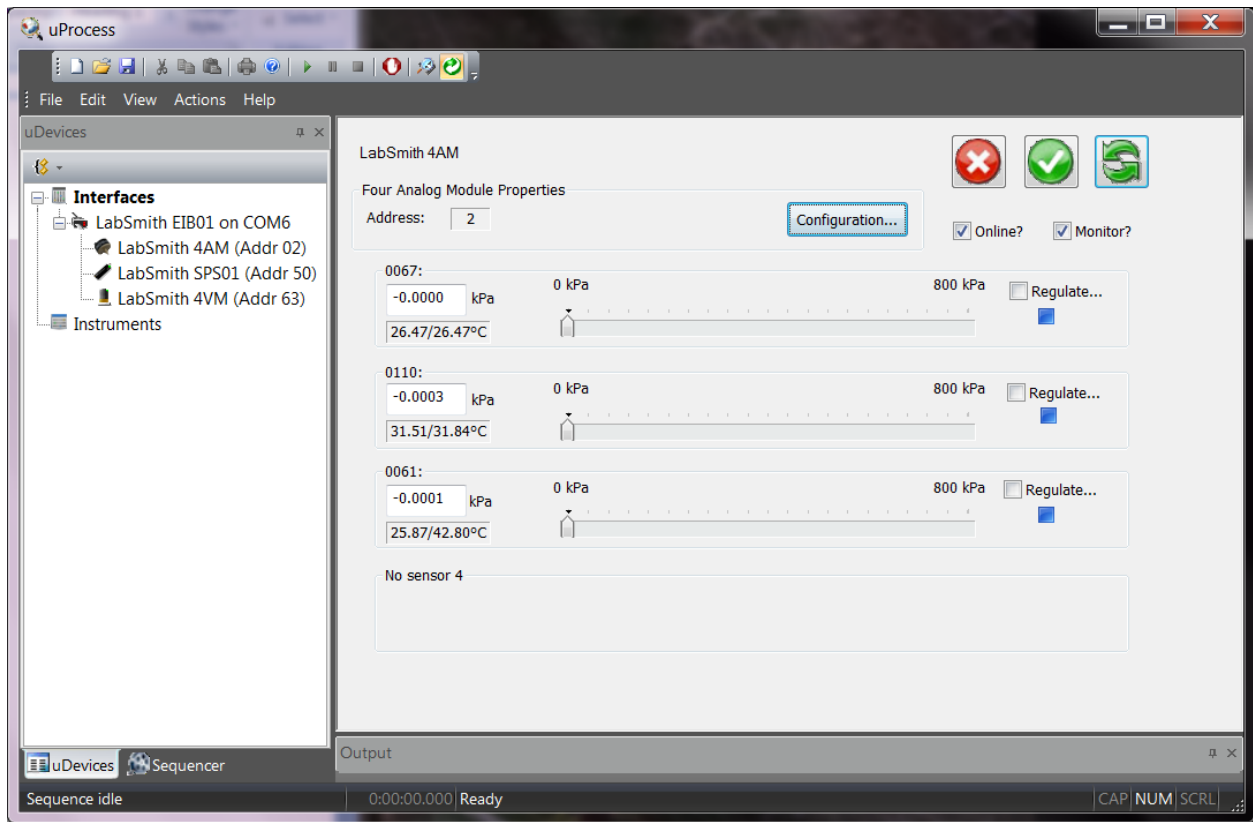 uProcess
File Edit View Actions Help
uDevices
Interfaces
LabSmith EIB01 on COM6
LabSmith 4AM (Addr 02)
LabSmith SPS01 (Addr 50)
LabSmith 4VM (Addr 63)
Instruments
uDevices Sequencer
LabSmith 4AM
Four Analog Module Properties
Address: 2
Configuration...
Online? Monitor?
0067:
-0.0000 kPa 0 kPa 800 kPa Regulate...
26.47/26.47ºC
0110:
-0.0003 kPa 0 kPa 800 kPa Regulate...
31.51/31.84ºC
0061:
-0.0001 kPa 0 kPa 800 kPa Regulate...
25.87/42.80ºC
No sensor 4
Output
Sequence idle 0:00:00.000 Ready CAP NUM SCRL